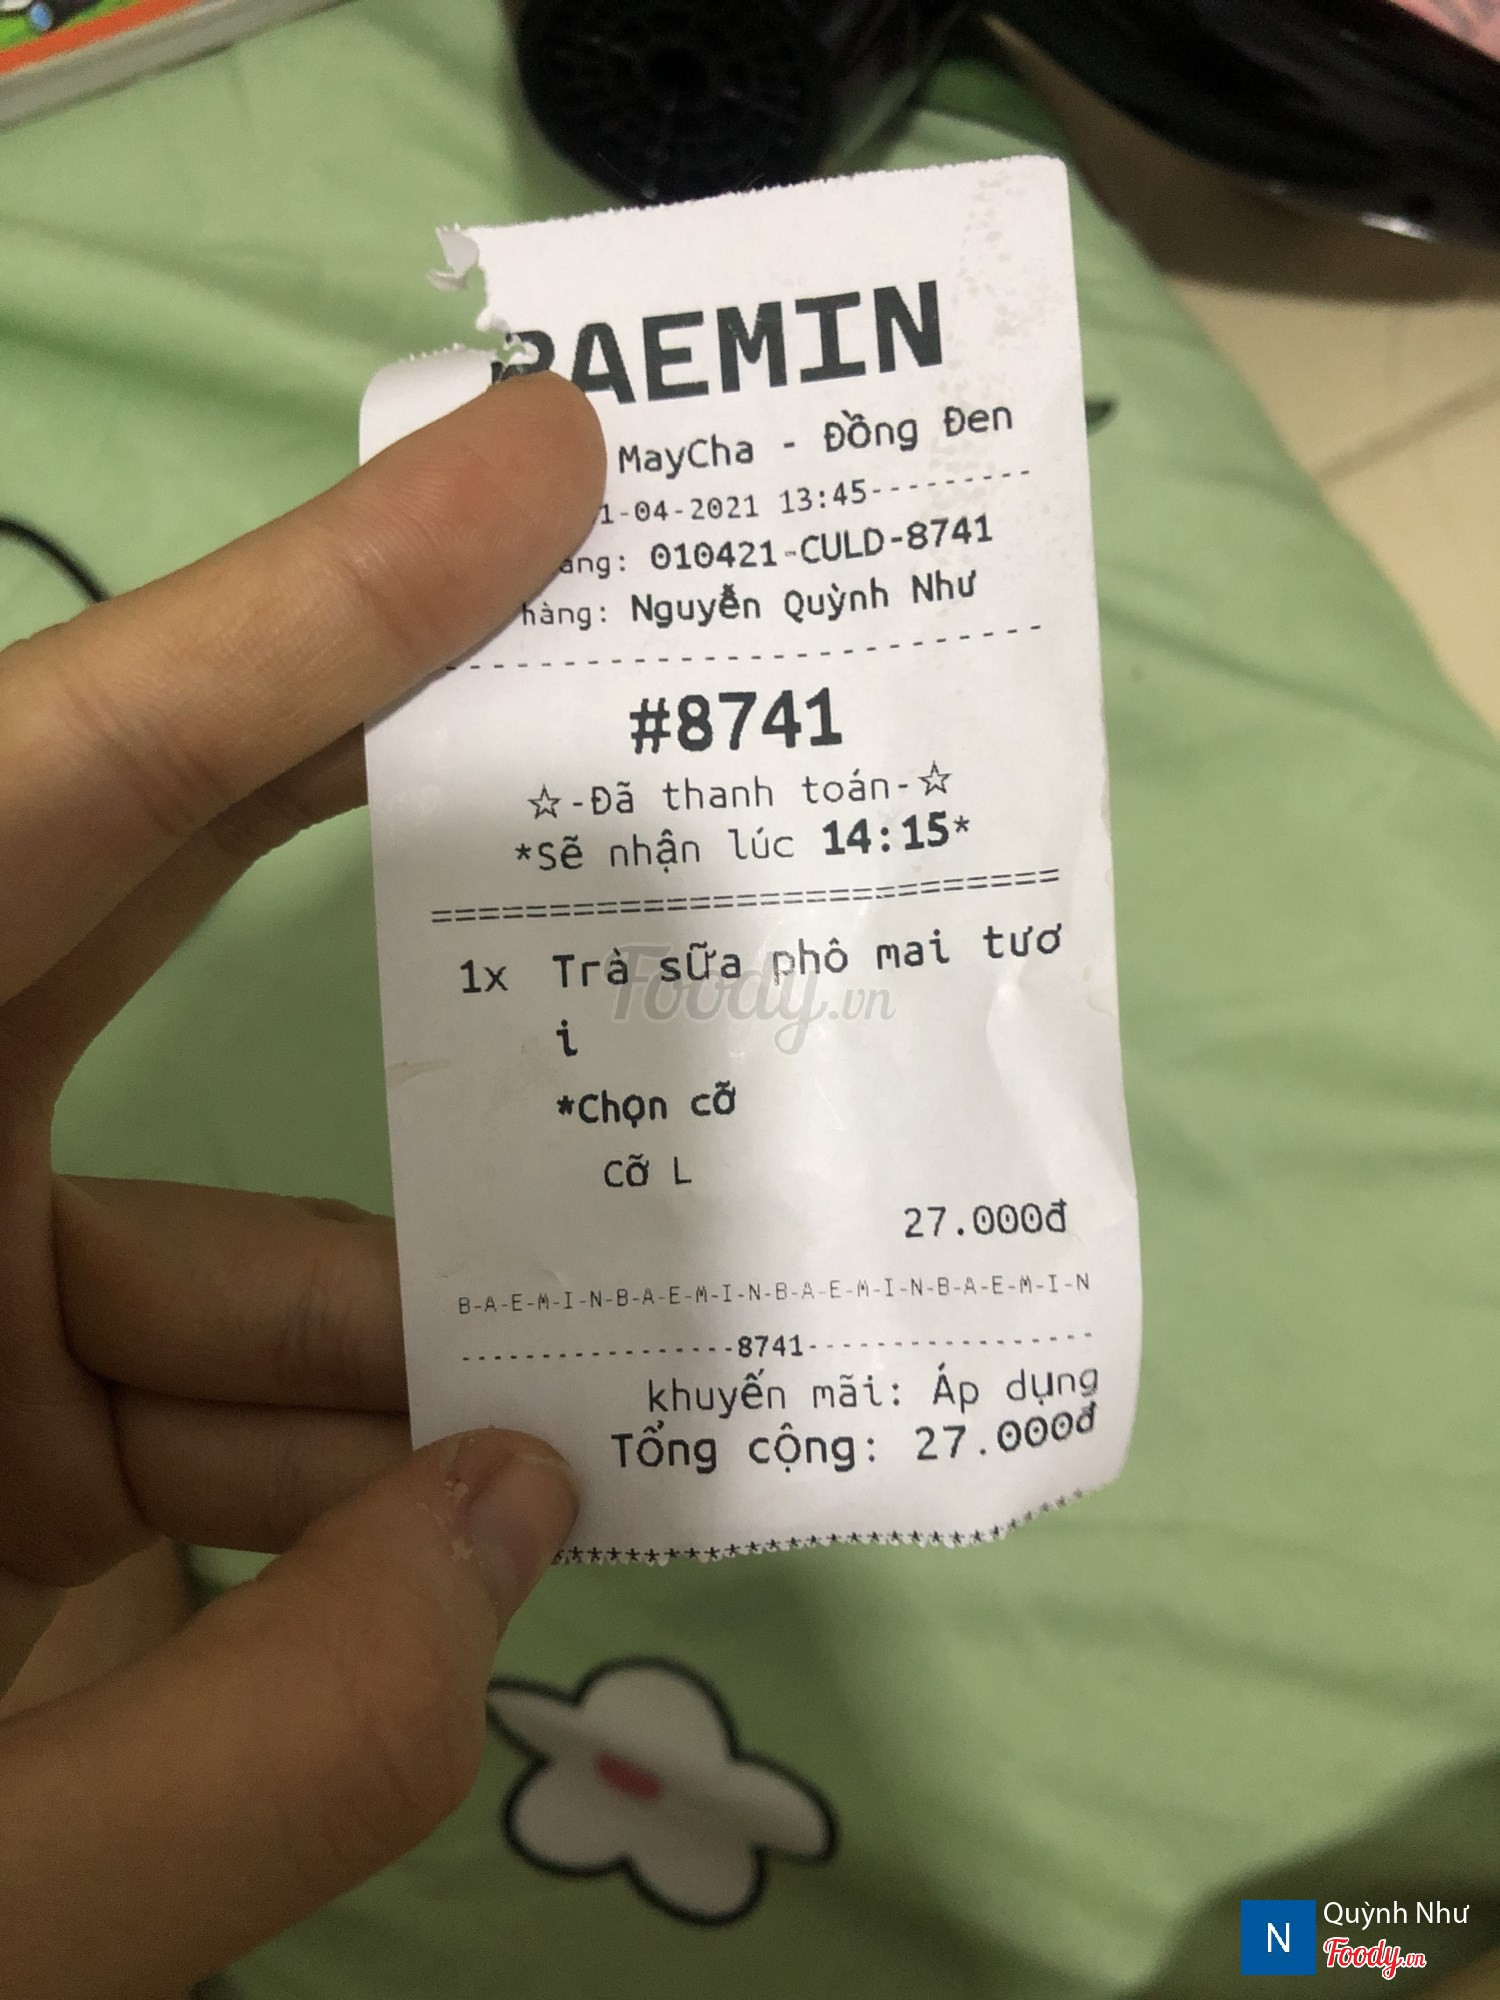 BAEMIN
MayCha - Đồng Đen
1-04-2021 13:45---------
àng: 010421-CULD-8741
hàng: Nguyễn Quỳnh Như
--------------------------
#8741
☆-Đã thanh toán-☆
*Sẽ nhận lúc 14:15*
===========================
1x Trà sữa phô mai tươ
i
*Chọn cỡ
Cỡ L
27.000đ
B-A-E-M-I-N-B-A-E-M-I-N-B-A-E-M-I-N-B-A-E-M-I-N
-----------------8741------------------
khuyến mãi: Áp dụng
Tổng cộng: 27.000đ
****************************
Foody.vn
N
Quỳnh Như
Foody.vn